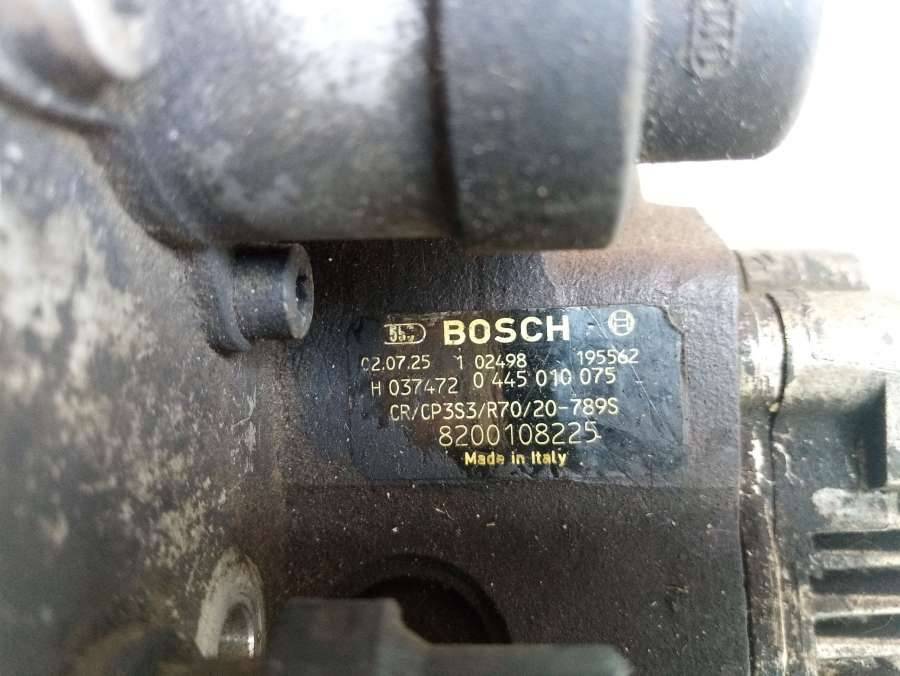 BOSCH
02.07.25 1 02498 195562
H 037472 0 445 010 075
CR/CP3S3/R70/20-789S
8200108225
Made in Italy